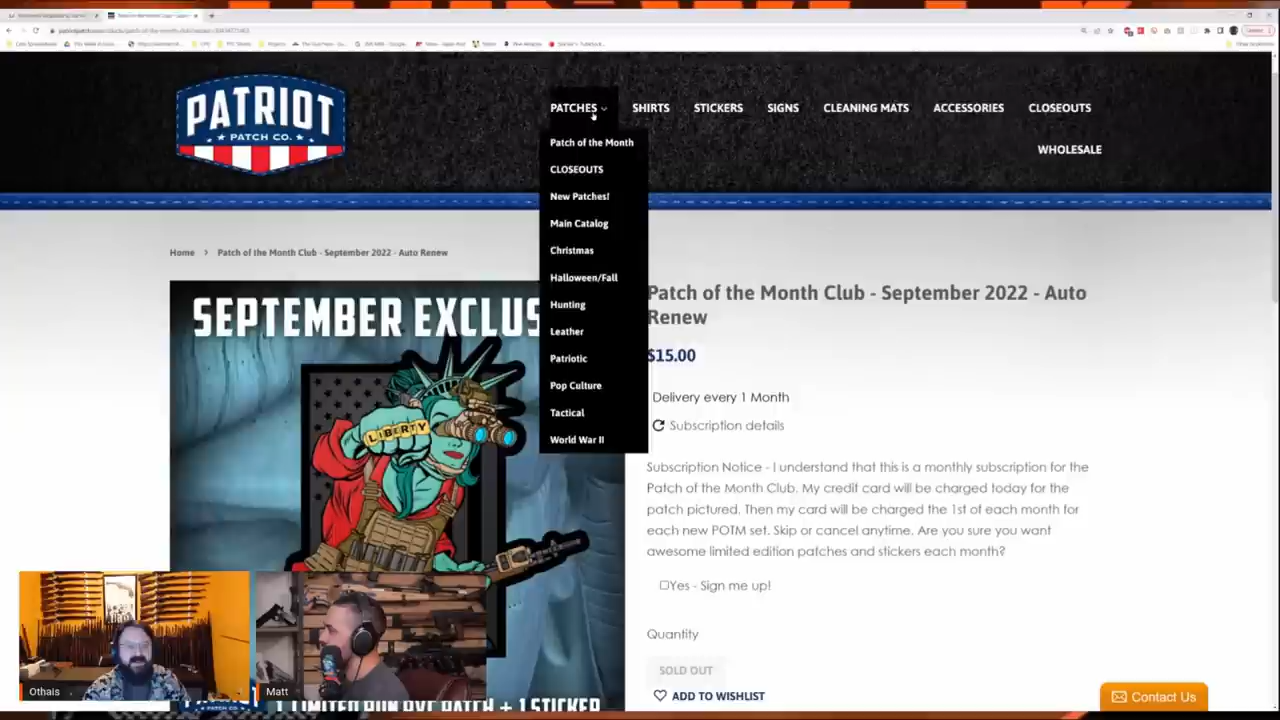 PATRIOT
PATCH CO.
PATCHES
SHIRTS
STICKERS
SIGNS
CLEANING MATS
ACCESSORIES
CLOSEOUTS
WHOLESALE
Patch of the Month
CLOSEOUTS
New Patches!
Main Catalog
Christmas
Halloween/Fall
Hunting
Leather
Patriotic
Pop Culture
Tactical
World War II
Home > Patch of the Month Club - September 2022 - Auto Renew
SEPTEMBER EXCLUS
LIBERTY
Patch of the Month Club - September 2022 - Auto
Renew
$15.00
Delivery every 1 Month
Subscription details
Subscription Notice - I understand that this is a monthly subscription for the
Patch of the Month Club. My credit card will be charged today for the
patch pictured. Then my card will be charged the 1st of each month for
each new POTM set. Skip or cancel anytime. Are you sure you want
awesome limited edition patches and stickers each month?
Yes - Sign me up!
Quantity
SOLD OUT
ADD TO WISHLIST
Contact Us
Othais
Matt
1 LIMITED RUN PVC PATCH + 1 STICKER